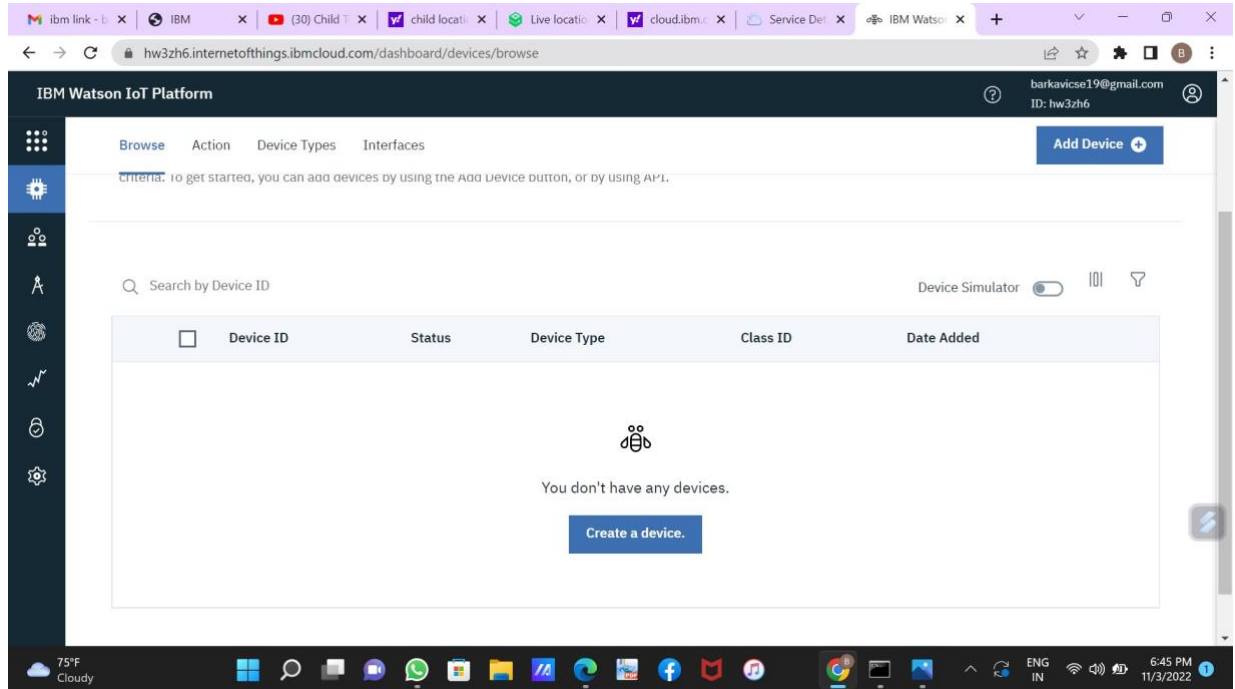 ibm link - b
IBM
(30) Child T
child locatio
Live locatio
cloud.ibm.c
Service Det
IBM Watson
hw3zh6.internetofthings.ibmcloud.com/dashboard/devices/browse
B
IBM Watson IoT Platform
barkavicse19@gmail.com
ID: hw3zh6
Browse Action Device Types Interfaces
Add Device
criteria. To get started, you can add devices by using the Add Device button, or by using API.
Search by Device ID
Device Simulator
Device ID Status Device Type Class ID Date Added
You don't have any devices.
Create a device.
75°F
Cloudy
ENG
IN
6:45 PM
11/3/2022
1